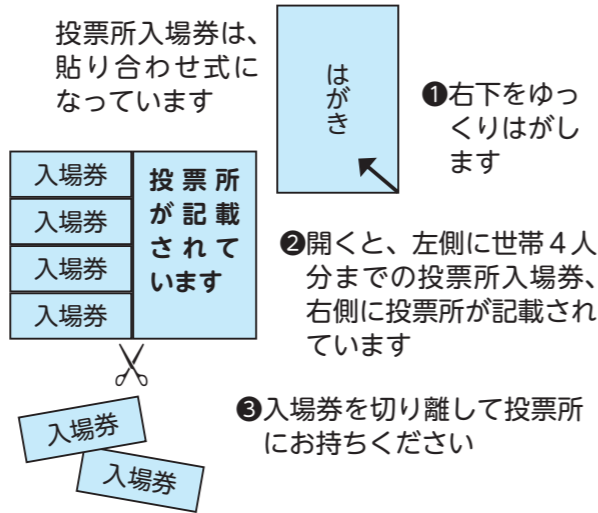 投票所入場券は、
貼り合わせ式に
なっています
はがき
❶右下をゆっ
くりはがし
ます
入場券
入場券
入場券
入場券
投票所
が記載
されて
います
❷開くと、左側に世帯４人
分までの投票所入場券、
右側に投票所が記載され
ています
❸入場券を切り離して投票所
にお持ちください
入場券
入場券